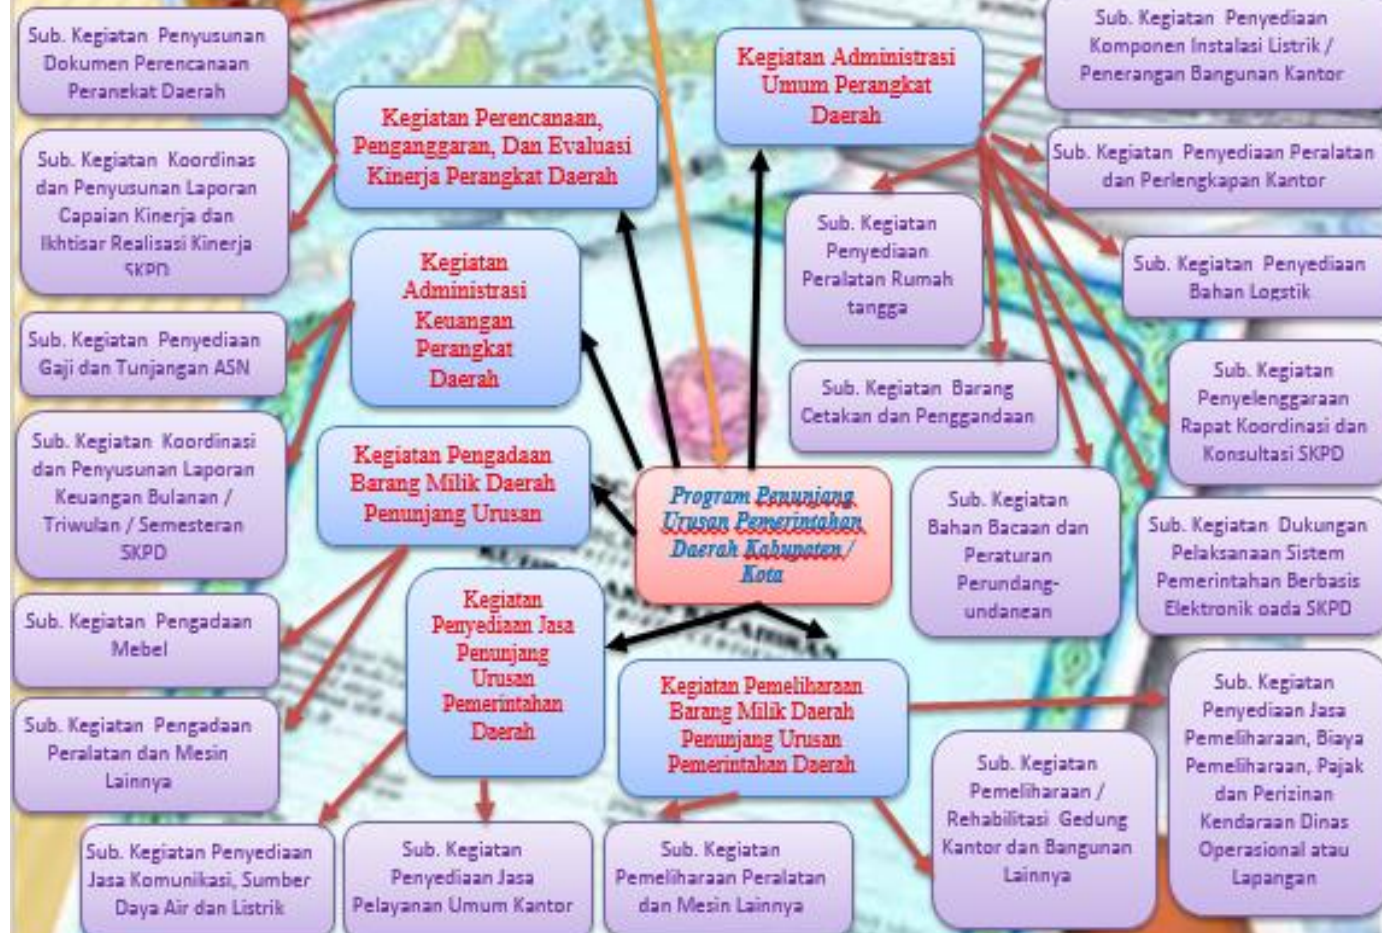 Sub. Kegiatan Penyusunan
Dokumen Perencanaan
Perangkat Daerah
Kegiatan Administrasi
Umum Perangkat
Daerah
Sub. Kegiatan Penyediaan
Komponen Instalasi Listrik /
Penerangan Bangunan Kantor
Kegiatan Perencanaan,
Penganggaran, Dan Evaluasi
Kinerja Perangkat Daerah
Sub. Kegiatan Koordinas
dan Penyusunan Laporan
Capaian Kinerja dan
Ikhtisar Realisasi Kinerja
SKPD
Sub. Kegiatan Penyediaan Peralatan
dan Perlengkapan Kantor
Sub. Kegiatan
Penyediaan
Peralatan Rumah
tangga
Sub. Kegiatan Penyediaan
Bahan Logstik
Kegiatan
Administrasi
Keuangan
Perangkat
Daerah
Sub. Kegiatan Penyediaan
Gaji dan Tunjangan ASN
Sub. Kegiatan Barang
Cetakan dan Penggandaan
Sub. Kegiatan
Penyelenggaraan
Rapat Koordinasi dan
Konsultasi SKPD
Sub. Kegiatan Koordinasi
dan Penyusunan Laporan
Keuangan Bulanan /
Triwulan / Semesteran
SKPD
Kegiatan Pengadaan
Barang Milik Daerah
Penunjang Urusan
Program Penunjang
Urusan Pemerintahan
Daerah Kabupaten /
Kota
Sub. Kegiatan
Bahan Bacaan dan
Peraturan
Perundang-
undangan
Sub. Kegiatan Dukungan
Pelaksanaan Sistem
Pemerintahan Berbasis
Elektronik pada SKPD
Sub. Kegiatan Pengadaan
Mebel
Kegiatan
Penyediaan Jasa
Penunjang
Urusan
Pemerintahan
Daerah
Kegiatan Pemeliharaan
Barang Milik Daerah
Penunjang Urusan
Pemerintahan Daerah
Sub. Kegiatan
Penyediaan Jasa
Pemeliharaan, Biaya
Pemeliharaan, Pajak
dan Perizinan
Kendaraan Dinas
Operasional atau
Lapangan
Sub. Kegiatan Pengadaan
Peralatan dan Mesin
Lainnya
Sub. Kegiatan
Pemeliharaan /
Rehabilitasi Gedung
Kantor dan Bangunan
Lainnya
Sub. Kegiatan Penyediaan
Jasa Komunikasi, Sumber
Daya Air dan Listrik
Sub. Kegiatan
Penyediaan Jasa
Pelayanan Umum Kantor
Sub. Kegiatan
Pemeliharaan Peralatan
dan Mesin Lainnya